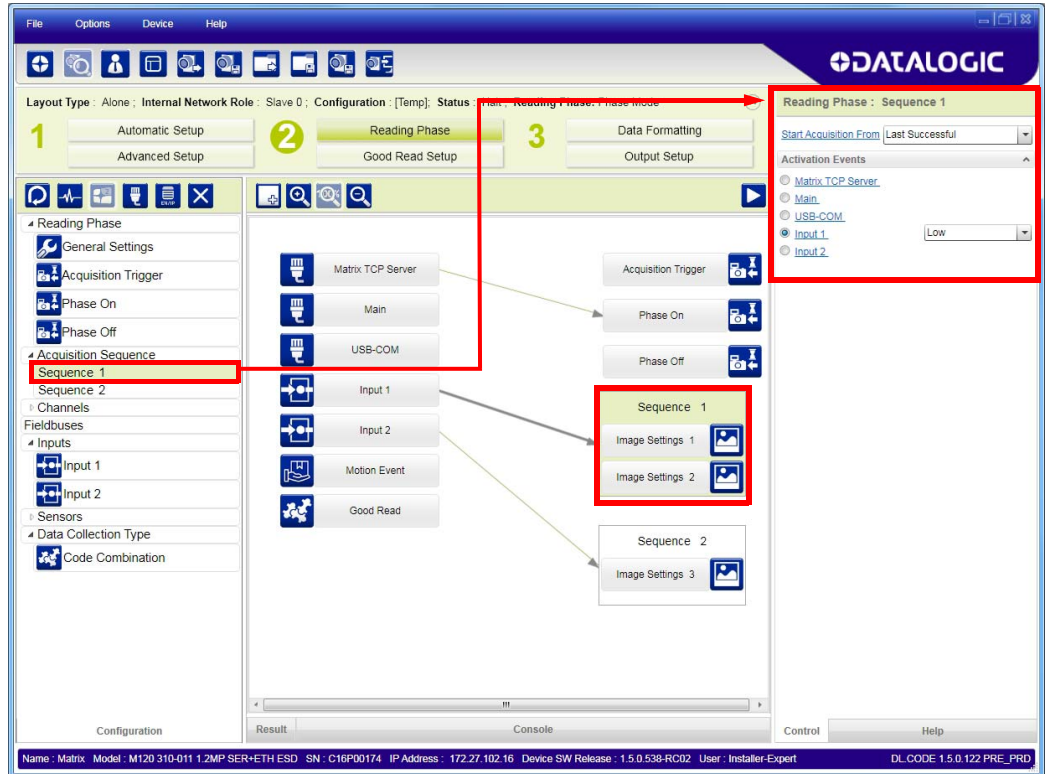 File Options Device Help
DATALOGIC
Layout Type : Alone ; Internal Network Role : Slave 0 ; Configuration : [Temp]; Status : Reading Phase: Phase Mode
1
Automatic Setup
Advanced Setup
2
Reading Phase
Good Read Setup
3
Data Formatting
Output Setup
Reading Phase
General Settings
Acquisition Trigger
Phase On
Phase Off
Acquisition Sequence
Sequence 1
Sequence 2
Channels
Fieldbuses
Inputs
Input 1
Input 2
Sensors
Data Collection Type
Code Combination
Configuration
Matrix TCP Server
Main
USB-COM
Input 1
Input 2
Motion Event
Good Read
Acquisition Trigger
Phase On
Phase Off
Sequence 1
Image Settings 1
Image Settings 2
Sequence 2
Image Settings 3
Result Console
Reading Phase : Sequence 1
Start Acquisition From Last Successful
Activation Events
Matrix TCP Server
Main
USB-COM
Input 1 Low
Input 2
Control Help
Name : Matrix Model : M120 310-011 1.2MP SER+ETH ESD SN : C16P00174 IP Address : 172.27.102.16 Device SW Release : 1.5.0.538-RC02 User : Installer-Expert DL.CODE 1.5.0.122 PRE_PRD